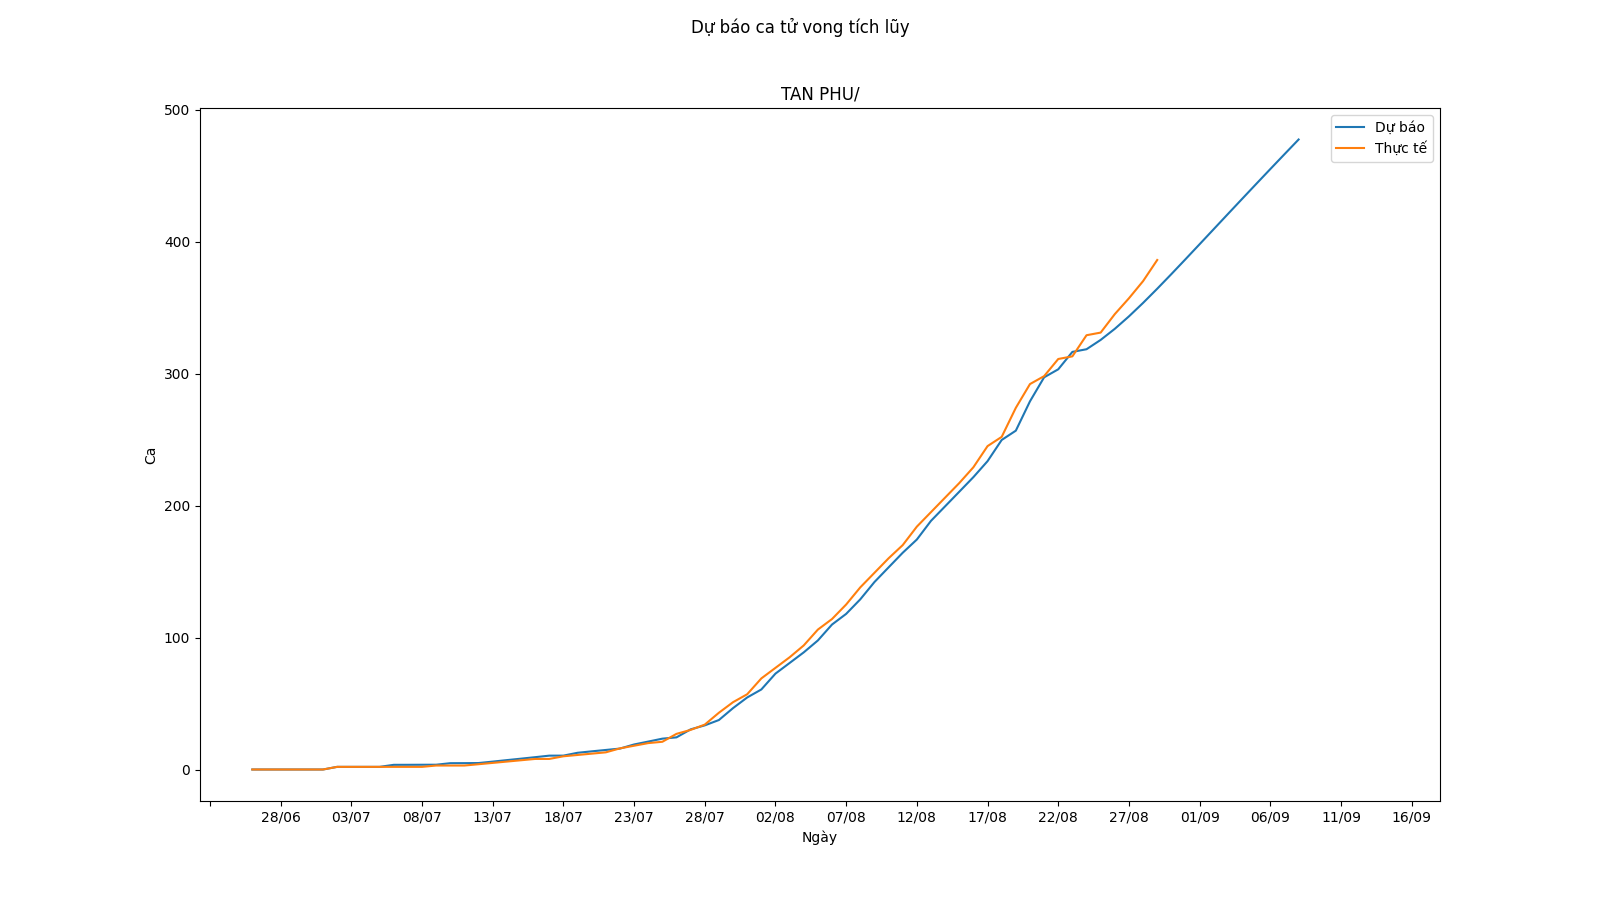 Dự báo ca tử vong tích lũy
TAN PHU/
500
400
300
200
100
0
Ca
Dự báo
Thực tế
28/06 03/07 08/07 13/07 18/07 23/07 28/07 02/08 07/08 12/08 17/08 22/08 27/08 01/09 06/09 11/09 16/09
Ngày